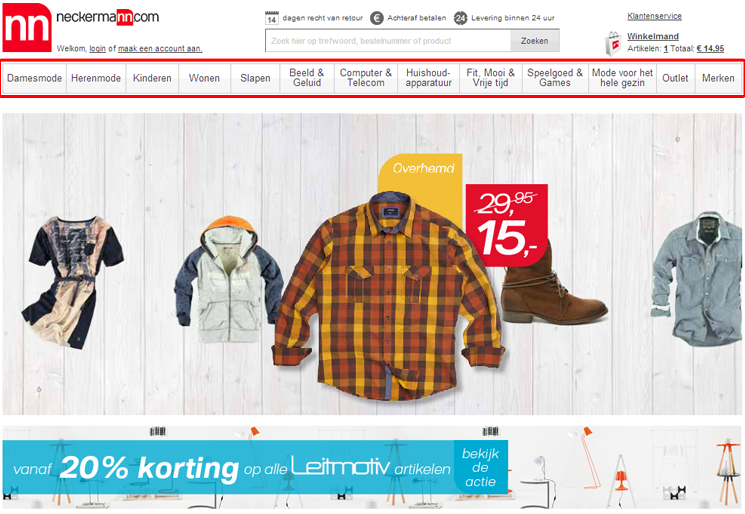 nn neckermann.com
14 dagen recht van retour € Achteraf betalen 24 Levering binnen 24 uur
Klantenservice
Welkom, login of maak een account aan.
Zoek hier op trefwoord, bestelnummer of product
Zoeken
Winkelmand
Artikelen: 1 Totaal: € 14,95
Damesmode
Herenmode
Kinderen
Wonen
Slapen
Beeld &
Geluid
Computer &
Telecom
Huishoud-
apparatuur
Fit, Mooi &
Vrije tijd
Speelgoed &
Games
Mode voor het
hele gezin
Outlet
Merken
Overhemd
29,95
15,-
vanaf 20% korting op alle Leitmotiv artikelen
bekijk
de
actie